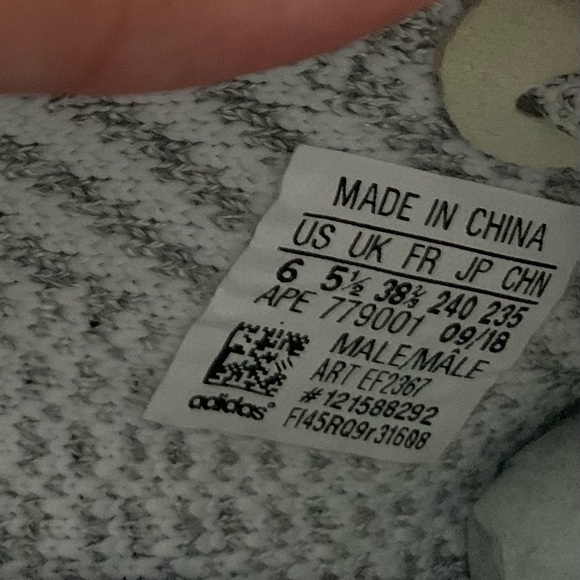 MADE IN CHINA
US UK FR JP CHN
6 5½ 38⅔ 240 235
APE 779001 09/18
MALE/MÂLE
ART EF2367
#121588292
FI45RQ9r31608
adidas